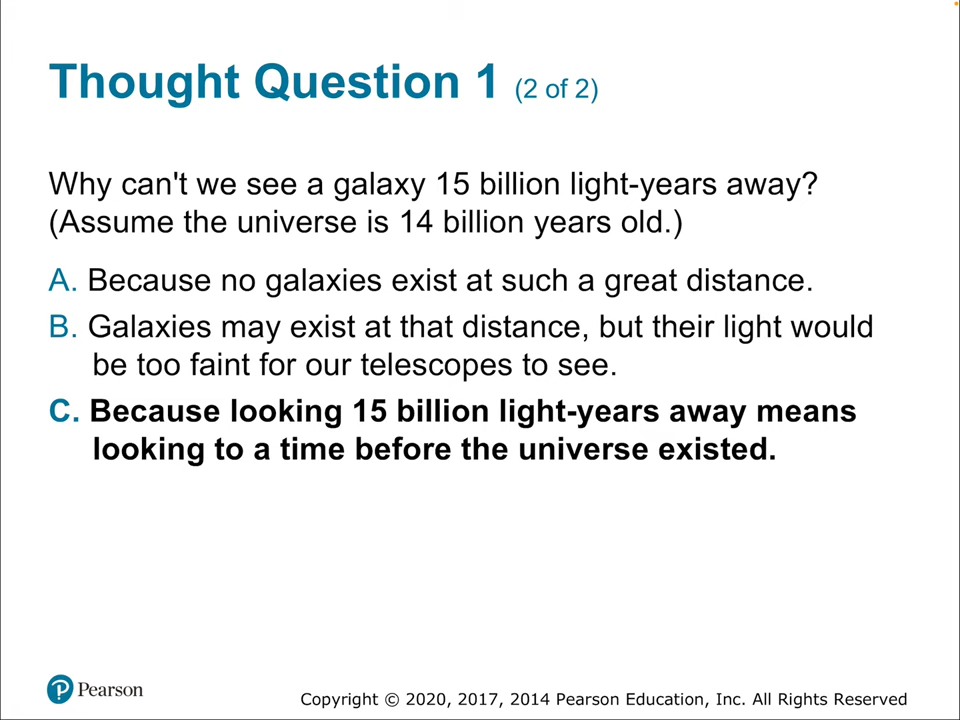 Thought Question 1 (2 of 2)
Why can't we see a galaxy 15 billion light-years away?
(Assume the universe is 14 billion years old.)
A. Because no galaxies exist at such a great distance.
B. Galaxies may exist at that distance, but their light would
be too faint for our telescopes to see.
C. Because looking 15 billion light-years away means
looking to a time before the universe existed.
Pearson
Copyright © 2020, 2017, 2014 Pearson Education, Inc. All Rights Reserved